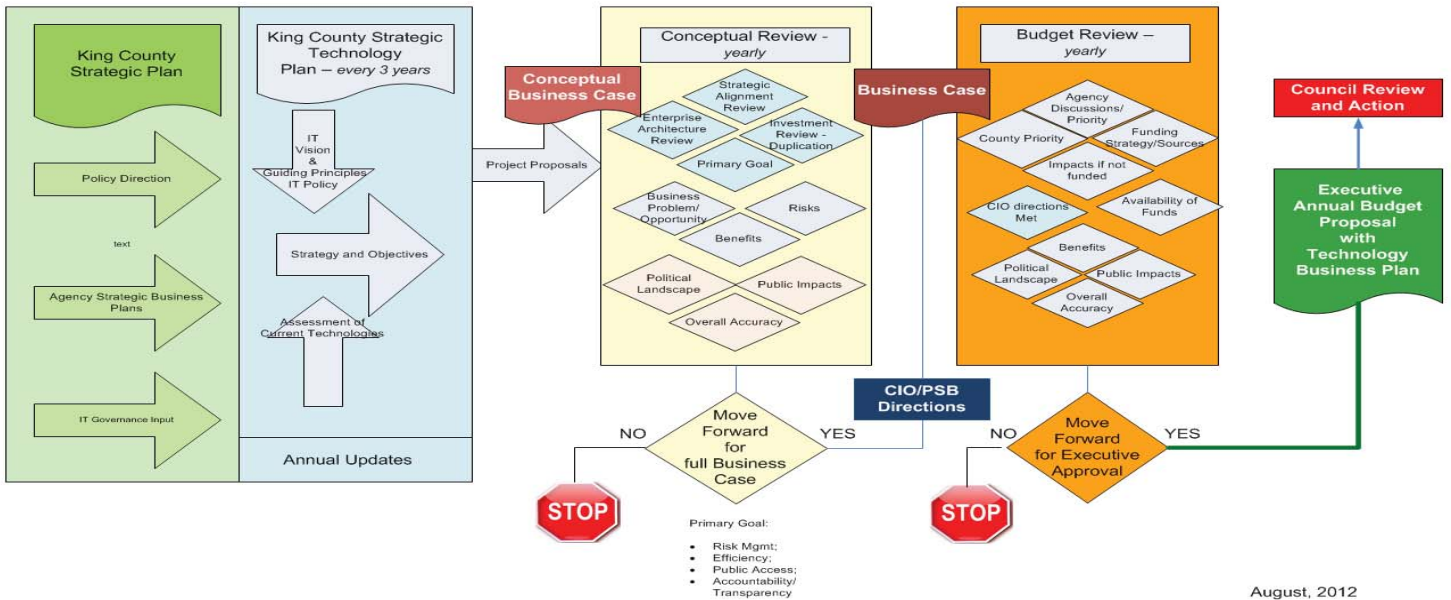 King County
Strategic Plan
Policy Direction
text
Agency Strategic Business
Plans
IT Governance Input
King County Strategic
Technology
Plan – every 3 years
IT
Vision
&
Guiding Principles
IT Policy
Strategy and Objectives
Assessment of
Current Technologies
Annual Updates
Project Proposals
Conceptual
Business Case
Conceptual Review -
yearly
Strategic
Alignment
Review
Enterprise
Architecture
Review
Investment
Review -
Duplication
Primary Goal
Business
Problem/
Opportunity
Risks
Benefits
Political
Landscape
Public Impacts
Overall Accuracy
Move
Forward
for
full Business
Case
NO
YES
STOP
Primary Goal:
• Risk Mgmt;
• Efficiency;
• Public Access;
• Accountability/
Transparency
Business Case
CIO/PSB
Directions
Budget Review –
yearly
Agency
Discussions/
Priority
County Priority
Funding
Strategy/Sources
Impacts if not
funded
CIO directions
Met
Availability of
Funds
Benefits
Political
Landscape
Public Impacts
Overall
Accuracy
Move
Forward
for Executive
Approval
NO
YES
STOP
Council Review
and Action
Executive
Annual Budget
Proposal
with
Technology
Business Plan
August, 2012